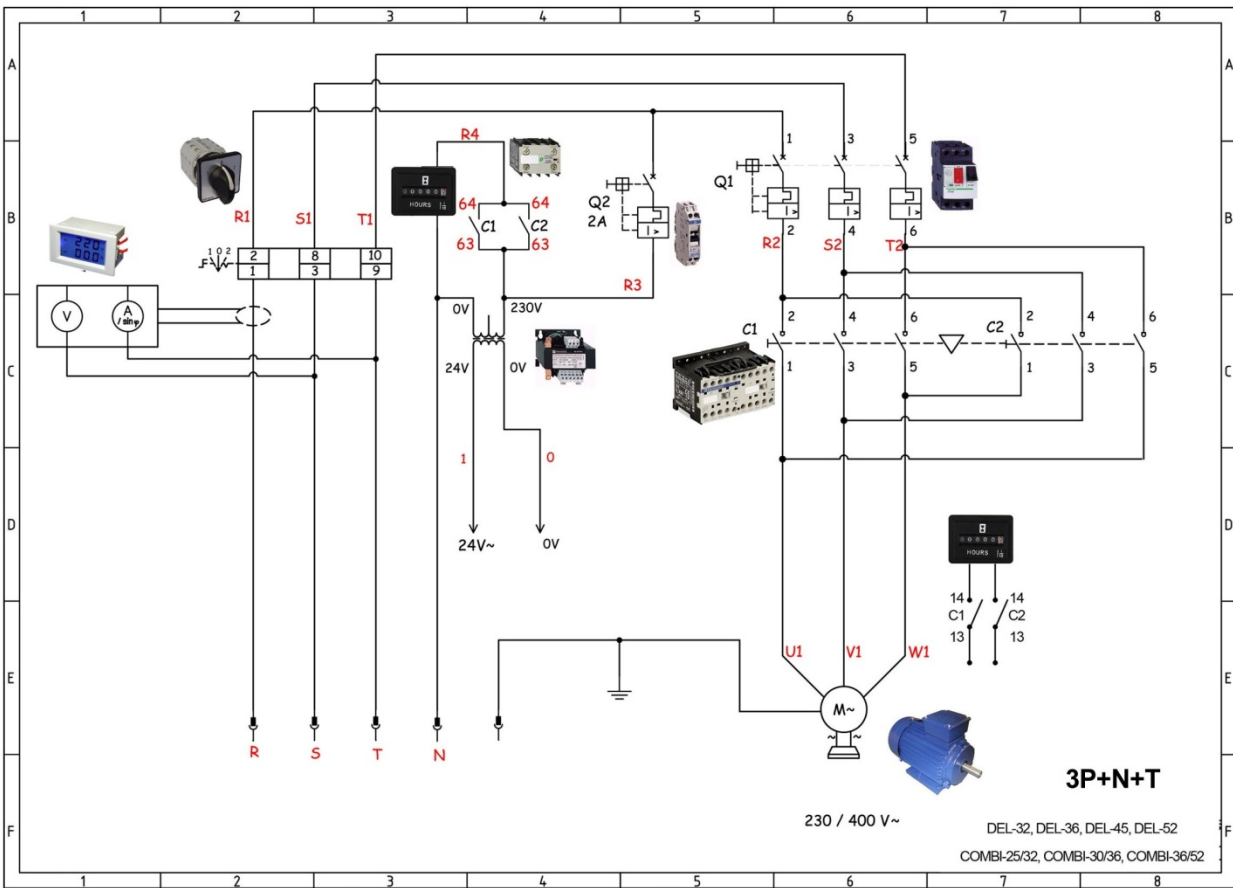 1 2 3 4 5 6 7 8
A A
R4
1 3 5
Q1
HOURS
64 64
Q2
2A
B B
R1 S1 T1
C1 C2
63 63
2 4 6
R2 S2 T2
220
000
1 0 2
2 8 10
1 3 9
R3
0V 230V
V A / sinφ
C1 2 4 6 C2 2 4 6
24V 0V
C C
1 3 5 1 3 5
1 0
D D
24V~ 0V
HOURS
14 14
C1 C2
13 13
E E
U1 V1 W1
M~
~ ~
R S T N
3P+N+T
230 / 400 V~
F F
DEL-32, DEL-36, DEL-45, DEL-52
COMBI-25/32, COMBI-30/36, COMBI-36/52
1 2 3 4 5 6 7 8